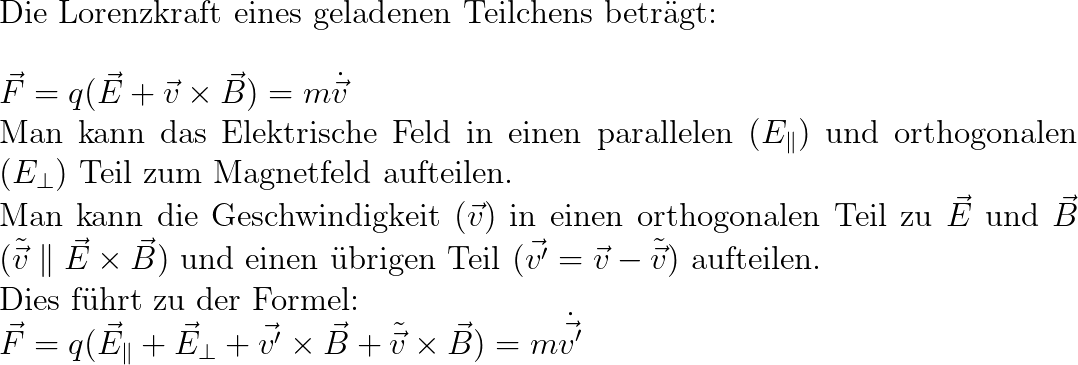 Die Lorenzkraft eines geladenen Teilchens beträgt:
$\vec{F} = q(\vec{E} + \vec{v} \times \vec{B}) = m\dot{\vec{v}}$
Man kann das Elektrische Feld in einen parallelen ($E_{\parallel}$) und orthogonalen
($E_{\perp}$) Teil zum Magnetfeld aufteilen.
Man kann die Geschwindigkeit ($\vec{v}$) in einen orthogonalen Teil zu $\vec{E}$ und $\vec{B}$
($\tilde{\vec{v}} \parallel \vec{E} \times \vec{B}$) und einen übrigen Teil ($\vec{v'} = \vec{v} - \tilde{\vec{v}}$) aufteilen.
Dies führt zu der Formel:
$\vec{F} = q(\vec{E}_{\parallel} + \vec{E}_{\perp} + \vec{v'} \times \vec{B} + \tilde{\vec{v}} \times \vec{B}) = m\dot{\vec{v'}}$